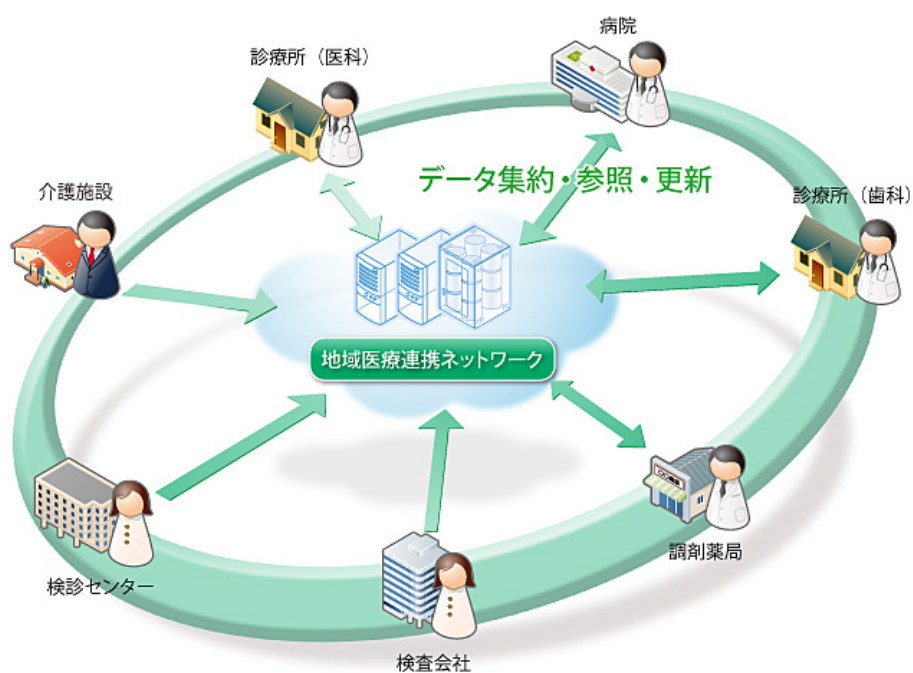 病院
診療所（医科）
データ集約・参照・更新
介護施設
診療所（歯科）
地域医療連携ネットワーク
調剤薬局
検診センター
検査会社